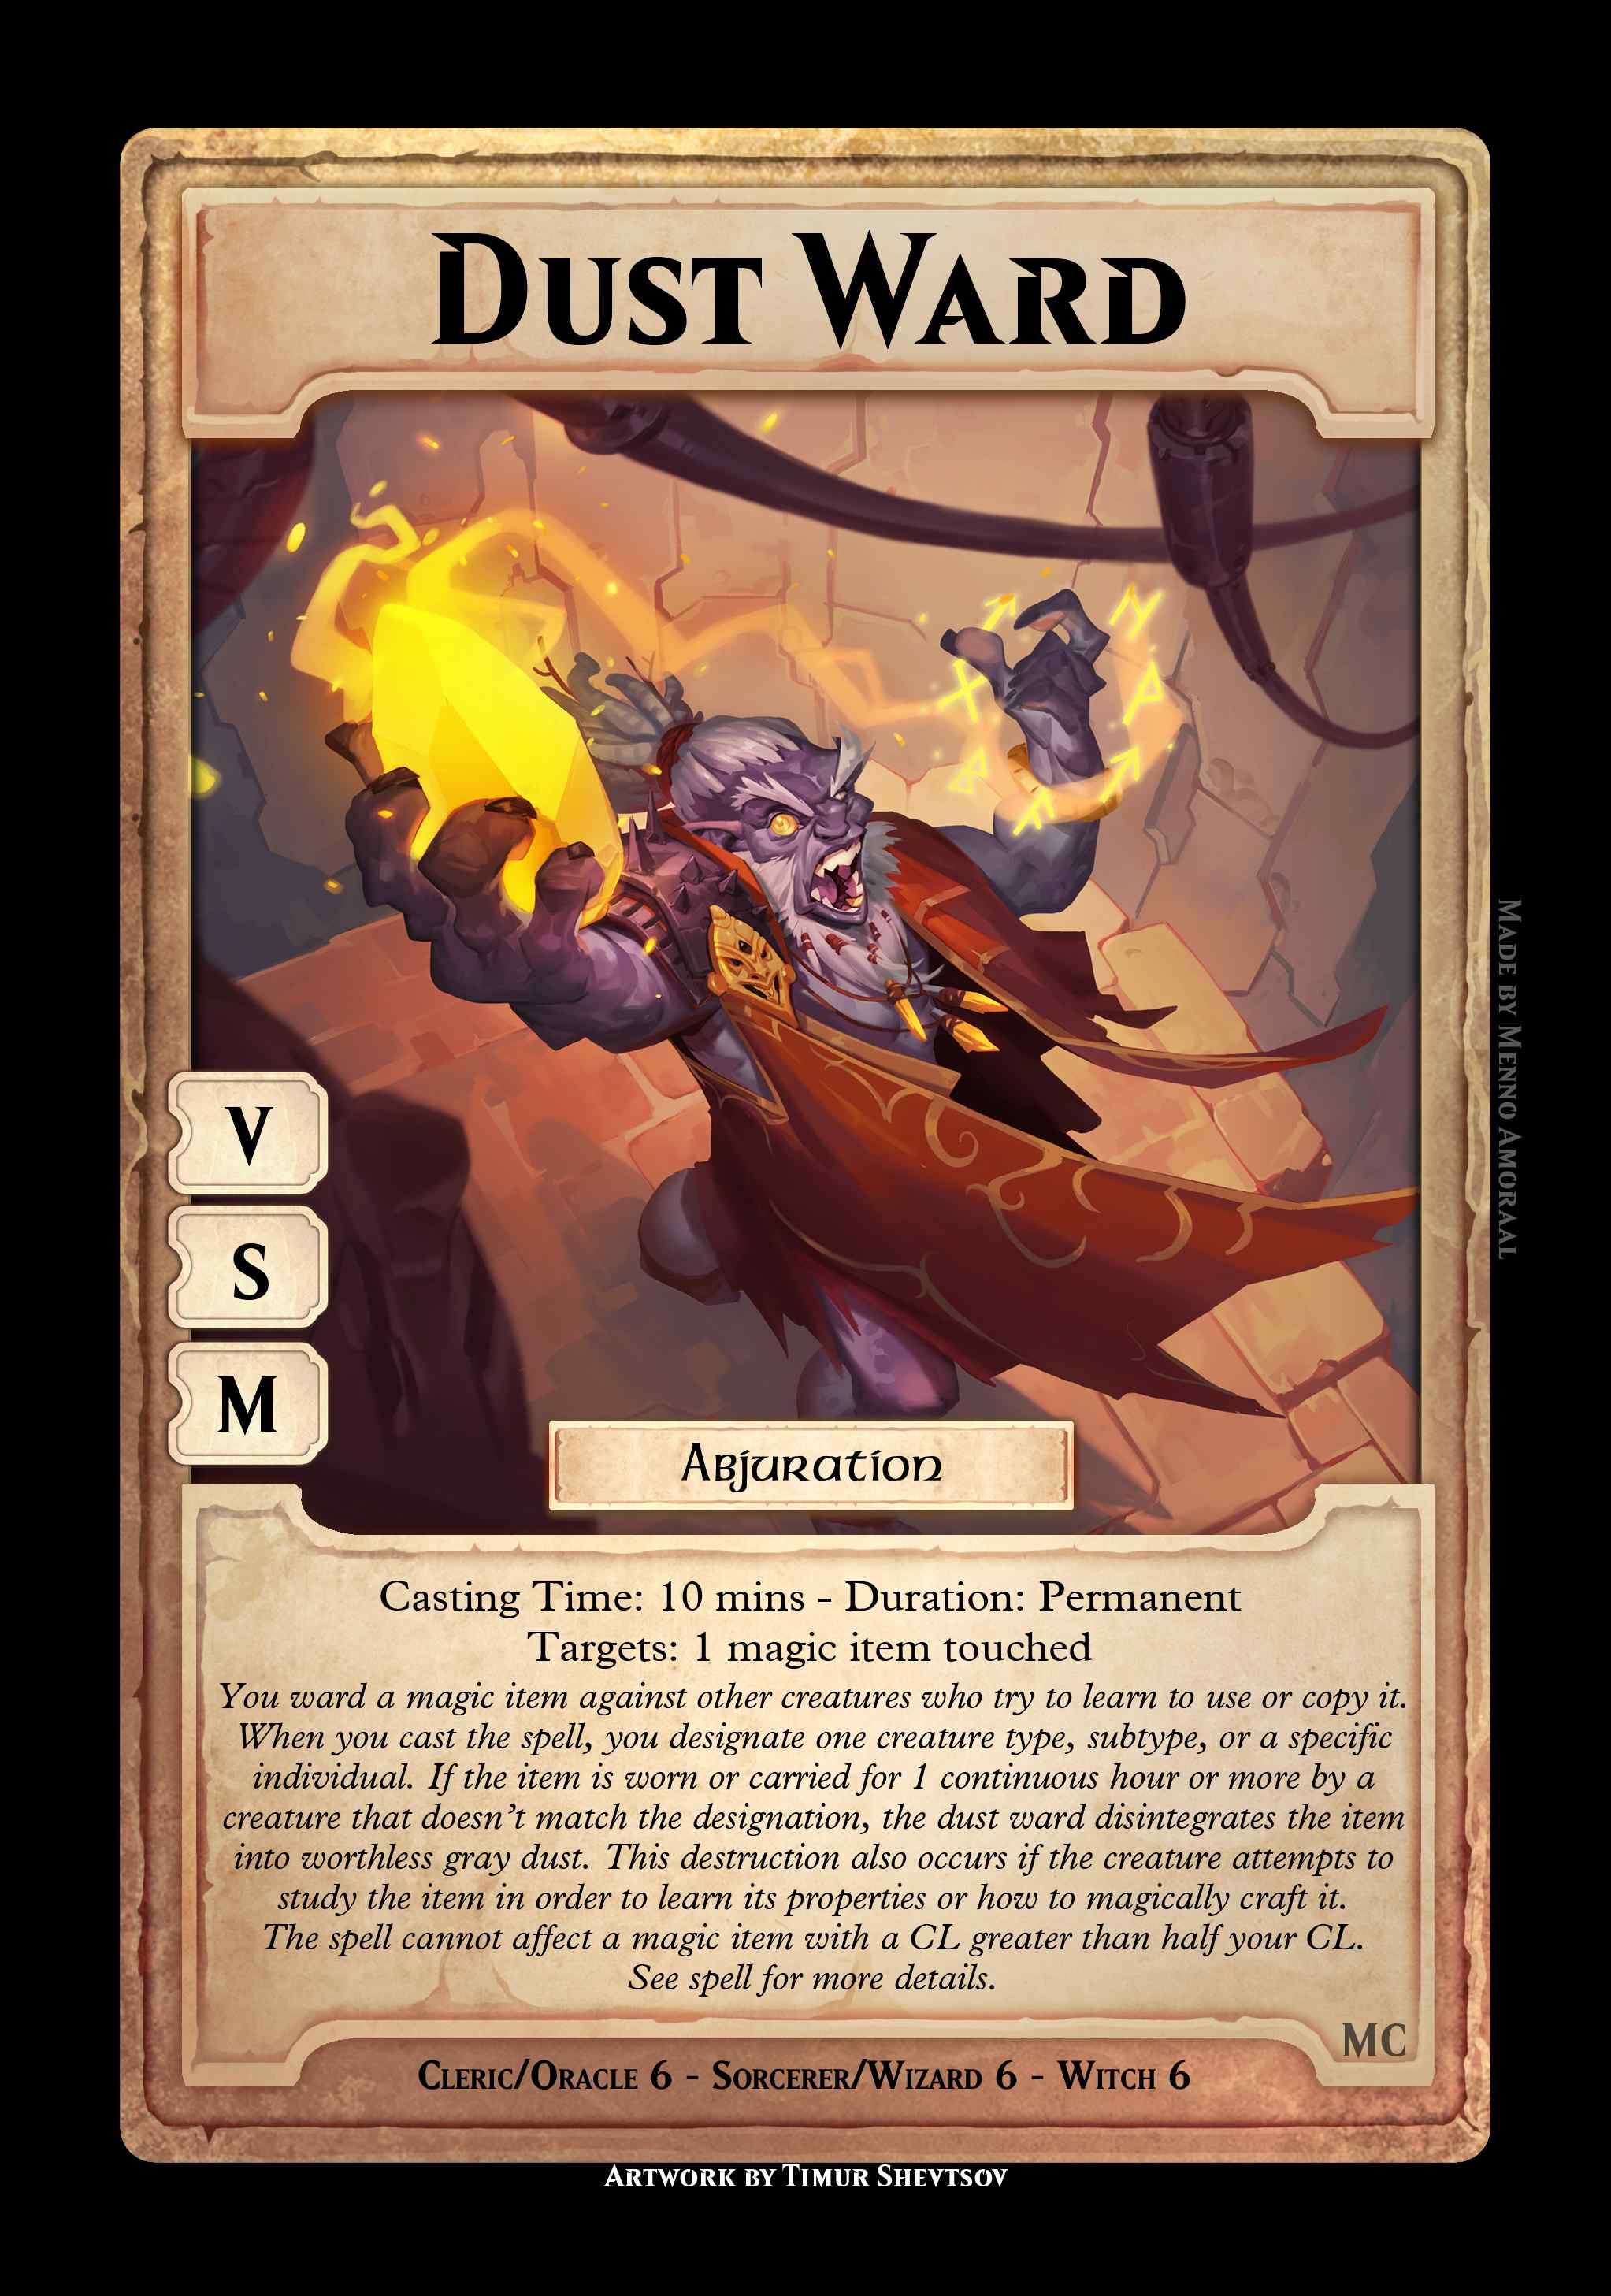 Dust Ward
V
S
M
Abjuration
Casting Time: 10 mins - Duration: Permanent
Targets: 1 magic item touched
You ward a magic item against other creatures who try to learn to use or copy it.
When you cast the spell, you designate one creature type, subtype, or a specific
individual. If the item is worn or carried for 1 continuous hour or more by a
creature that doesn't match the designation, the dust ward disintegrates the item
into worthless gray dust. This destruction also occurs if the creature attempts to
study the item in order to learn its properties or how to magically craft it.
The spell cannot affect a magic item with a CL greater than half your CL.
See spell for more details.
MC
Cleric/Oracle 6 - Sorcerer/Wizard 6 - Witch 6
Artwork by Timur Shevtsov
Made by Menno Amoraal